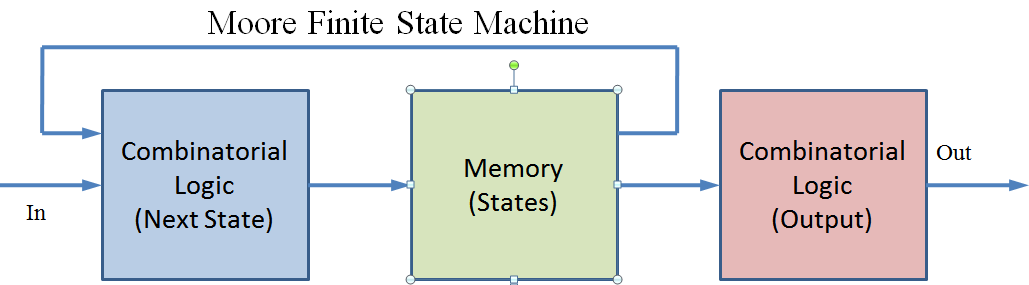 Moore Finite State Machine
In
Combinatorial
Logic
(Next State)
Memory
(States)
Combinatorial
Logic
(Output)
Out